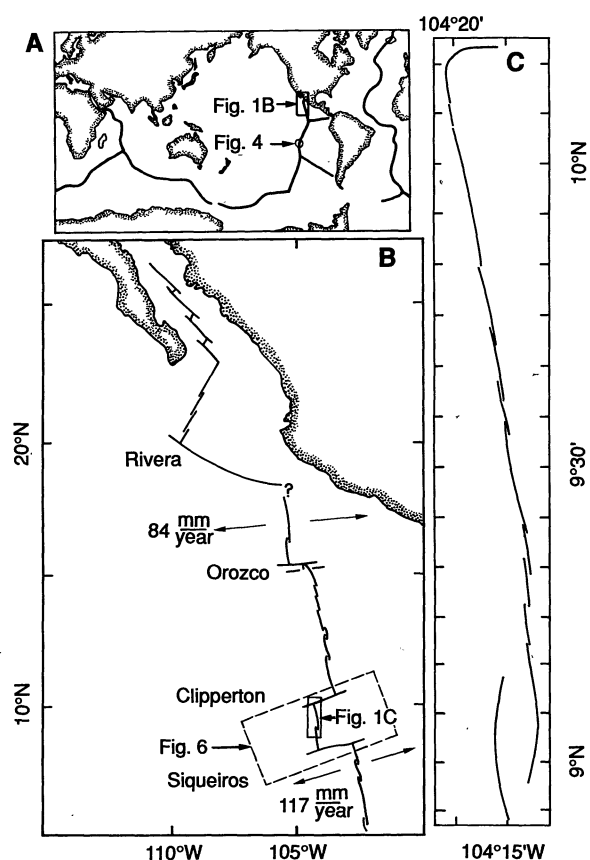 A
Fig. 1B
Fig. 4
104°20'
C
10°N
9°30'
9°N
104°15'W
B
20°N
Rivera
?
84 mm
year
Orozco
10°N
Clipperton
Fig. 1C
Fig. 6
Siqueiros
117 mm
year
110°W
105°W